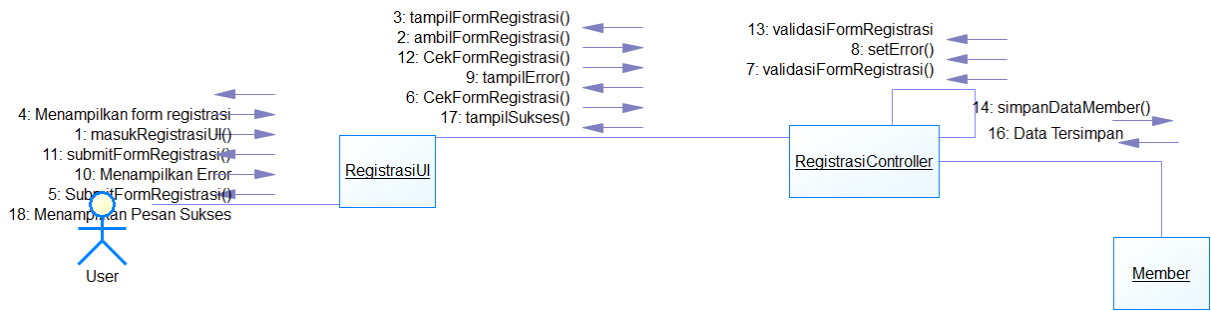 3: tampilFormRegistrasi()
2: ambilFormRegistrasi()
12: CekFormRegistrasi()
9: tampilError()
6: CekFormRegistrasi()
17: tampilSukses()
13: validasiFormRegistrasi
8: setError()
7: validasiFormRegistrasi()
4: Menampilkan form registrasi
1: masukRegistrasiUI()
11: submitFormRegistrasi()
10: Menampilkan Error
5: SubmitFormRegistrasi()
18: Menampilkan Pesan Sukses
14: simpanDataMember()
16: Data Tersimpan
RegistrasiUI
RegistrasiController
Member
User